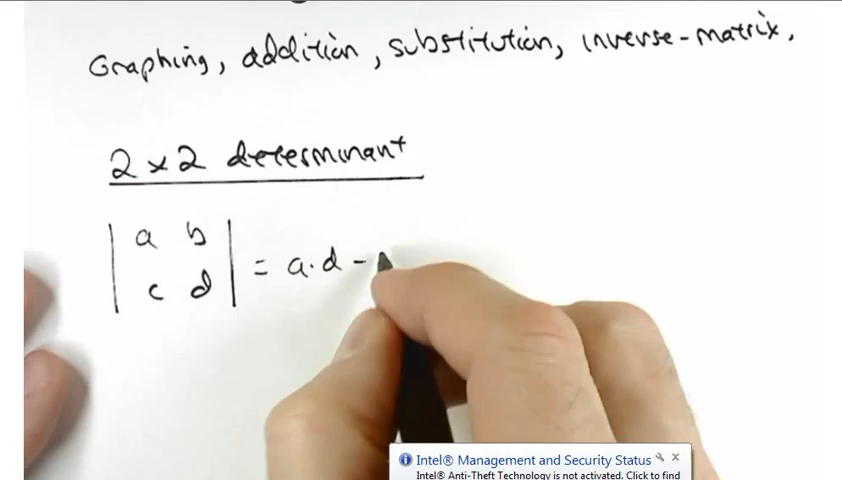 Graphing, addition, substitution, inverse-matrix,
2 x 2 determinant
| a b |
| c d | = a·d -
Intel® Management and Security Status
Intel® Anti-Theft Technology is not activated. Click to find